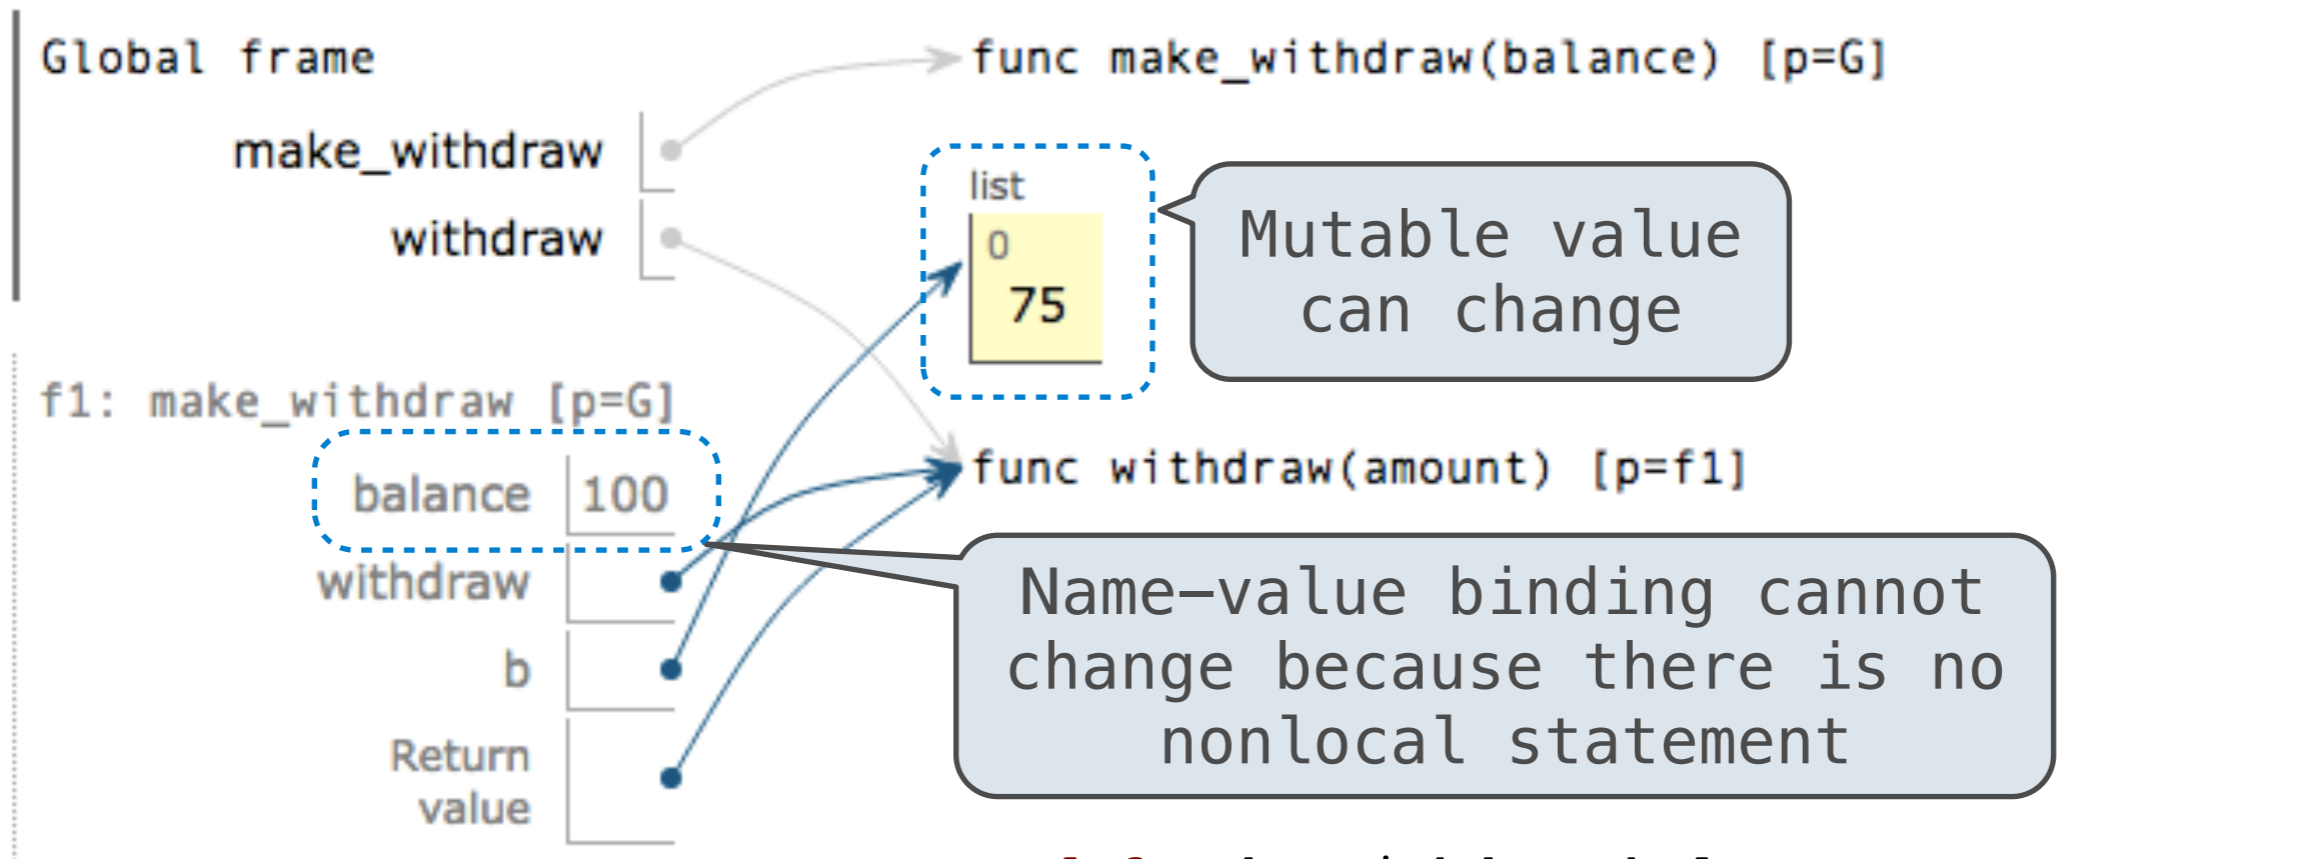 Global frame
func make_withdraw(balance) [p=G]
make_withdraw
withdraw
list
0
75
Mutable value
can change
f1: make_withdraw [p=G]
balance 100
withdraw
b
Return
value
func withdraw(amount) [p=f1]
Name–value binding cannot
change because there is no
nonlocal statement